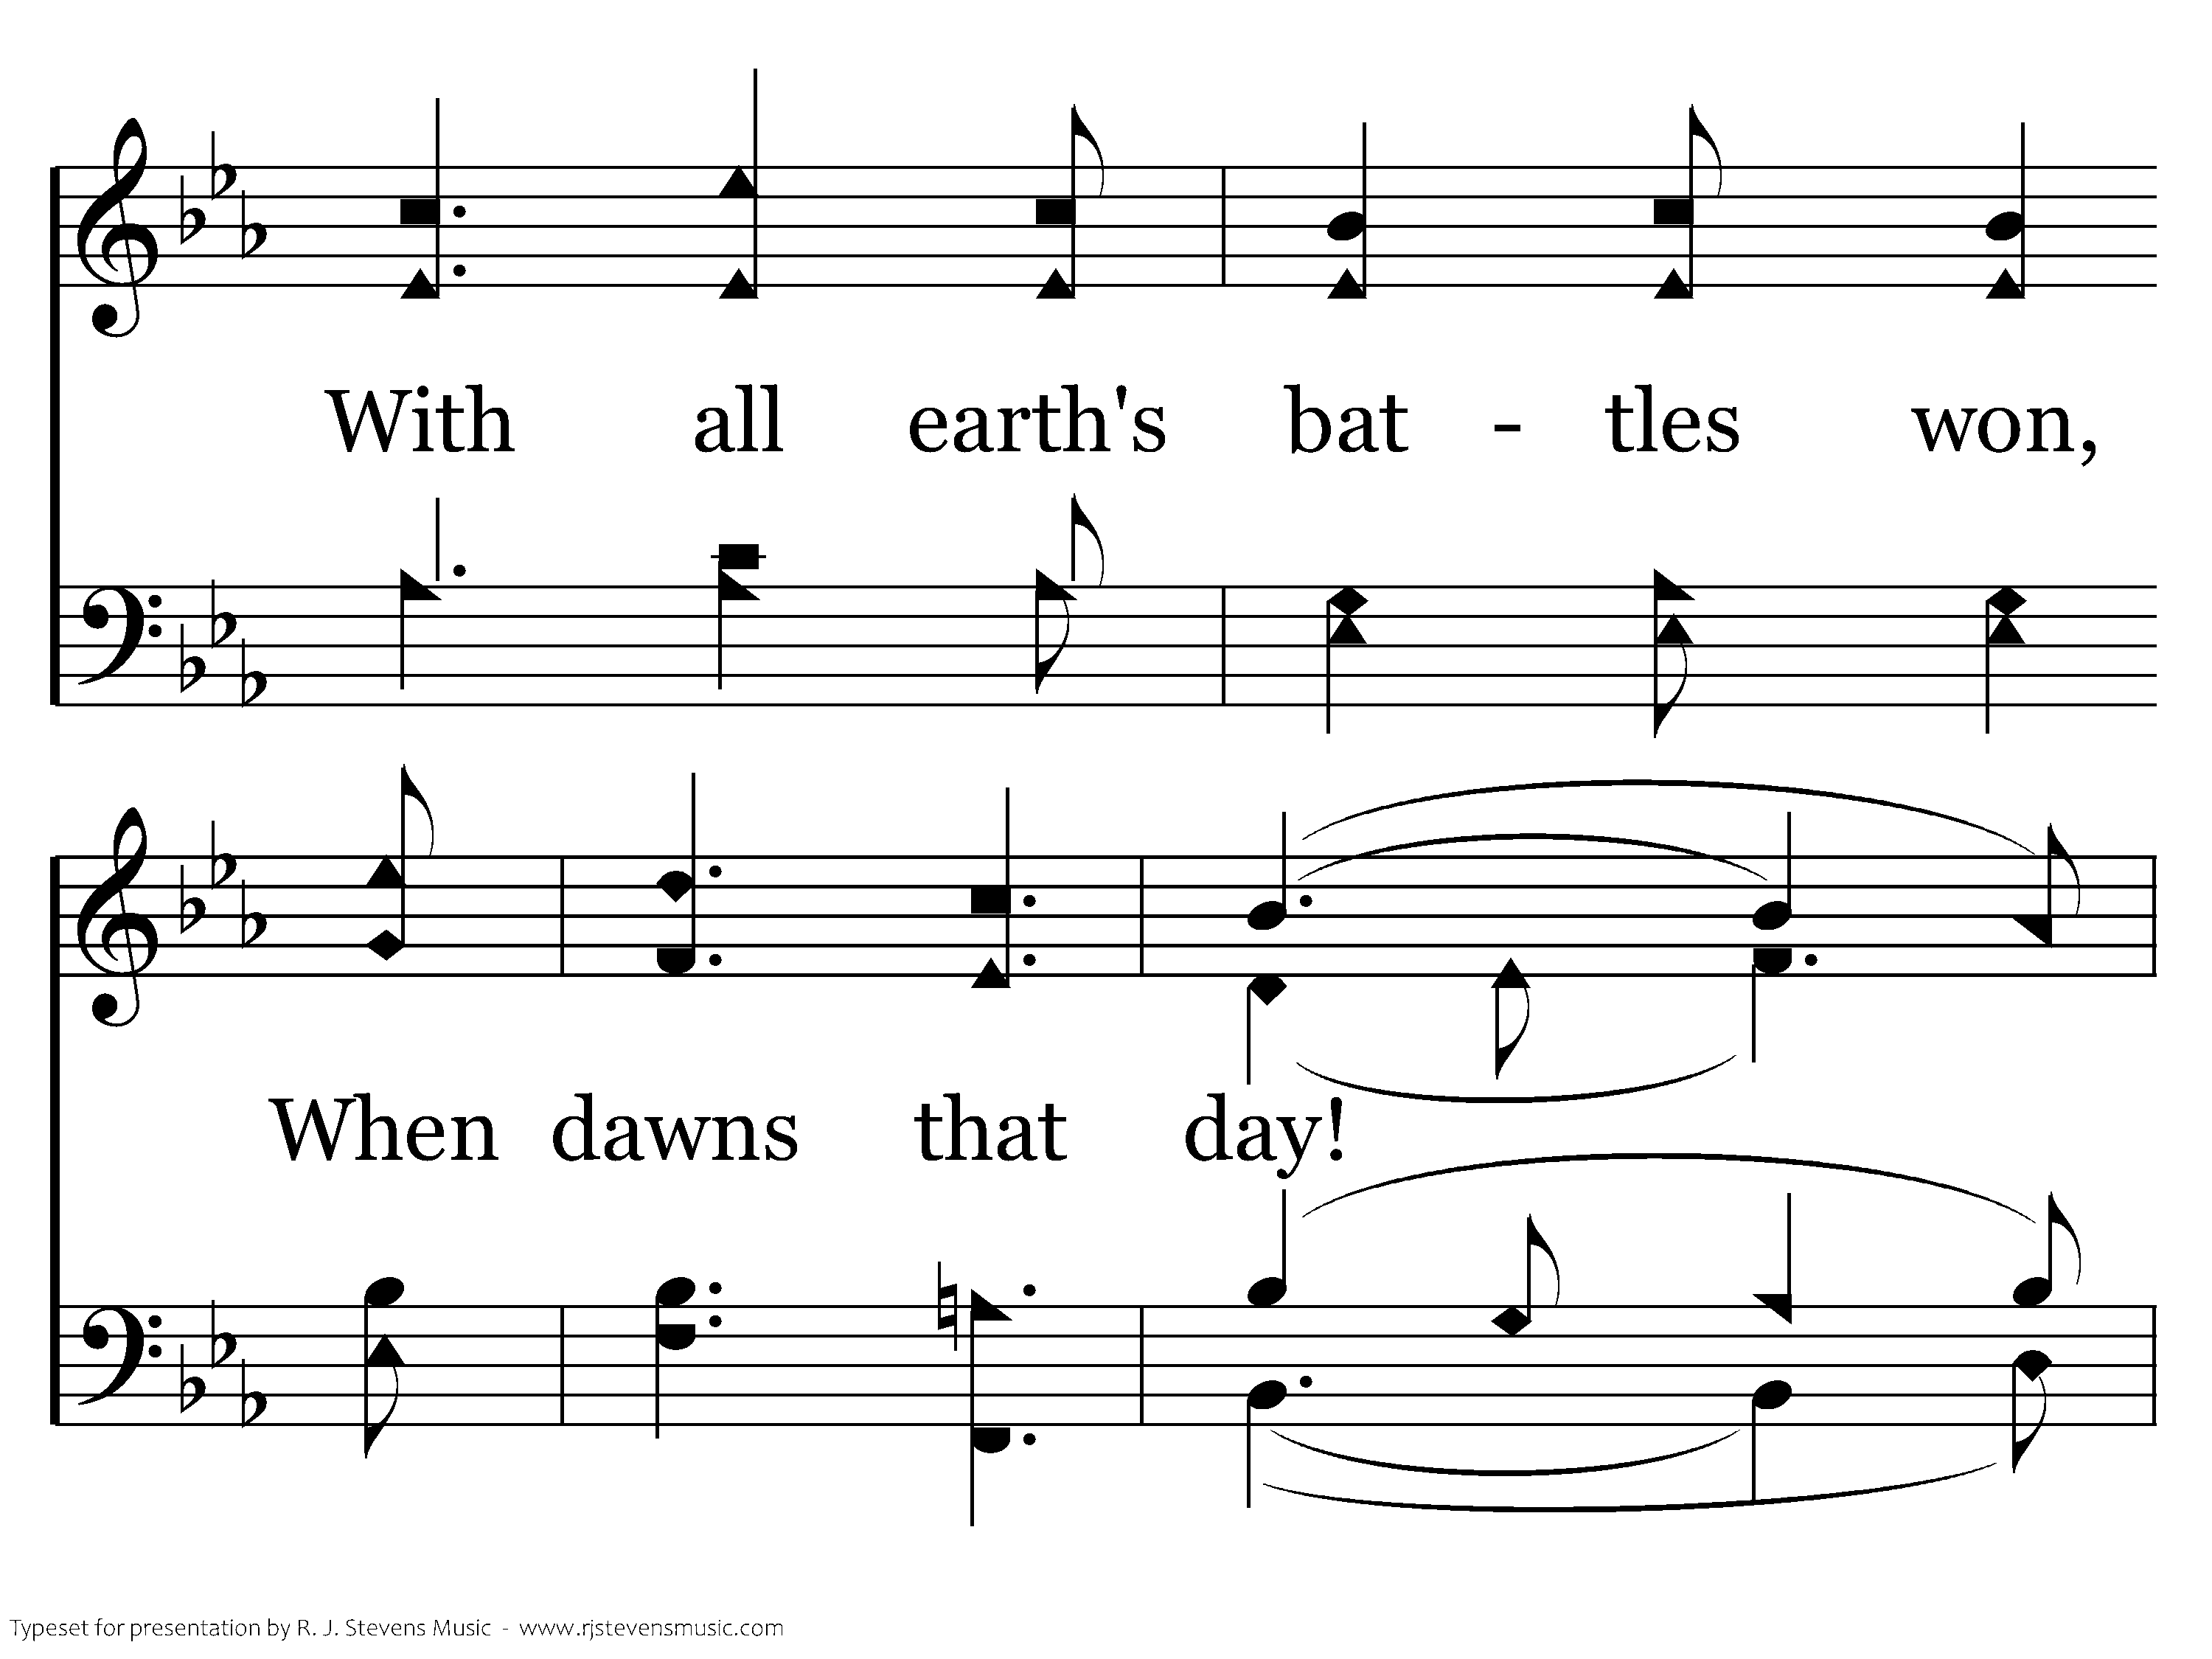 With all earth's bat - tles won,
When dawns that day!
Typeset for presentation by R. J. Stevens Music - www.rjstevensmusic.com